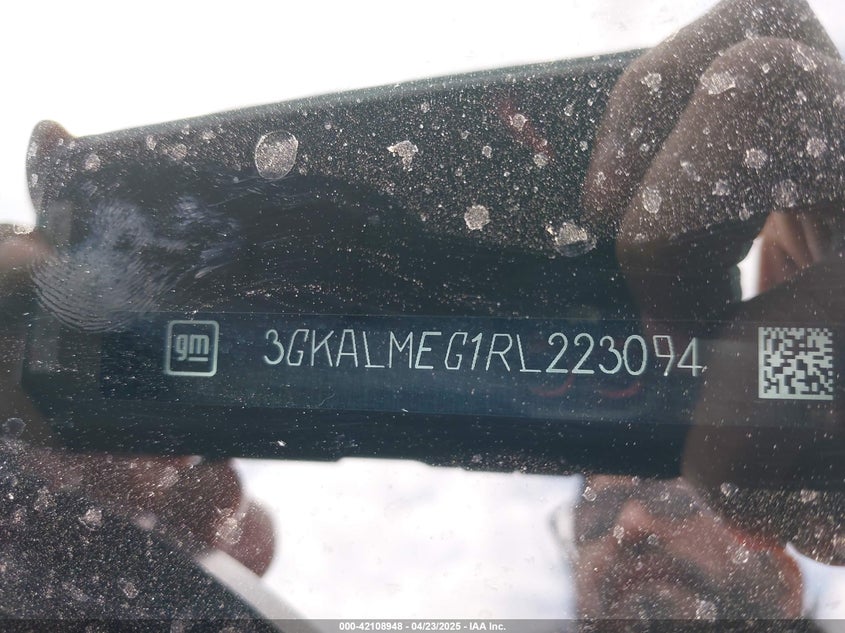 gm 3GKALMEG1RL223094
000-42108948 - 04/23/2025 - IAA Inc.